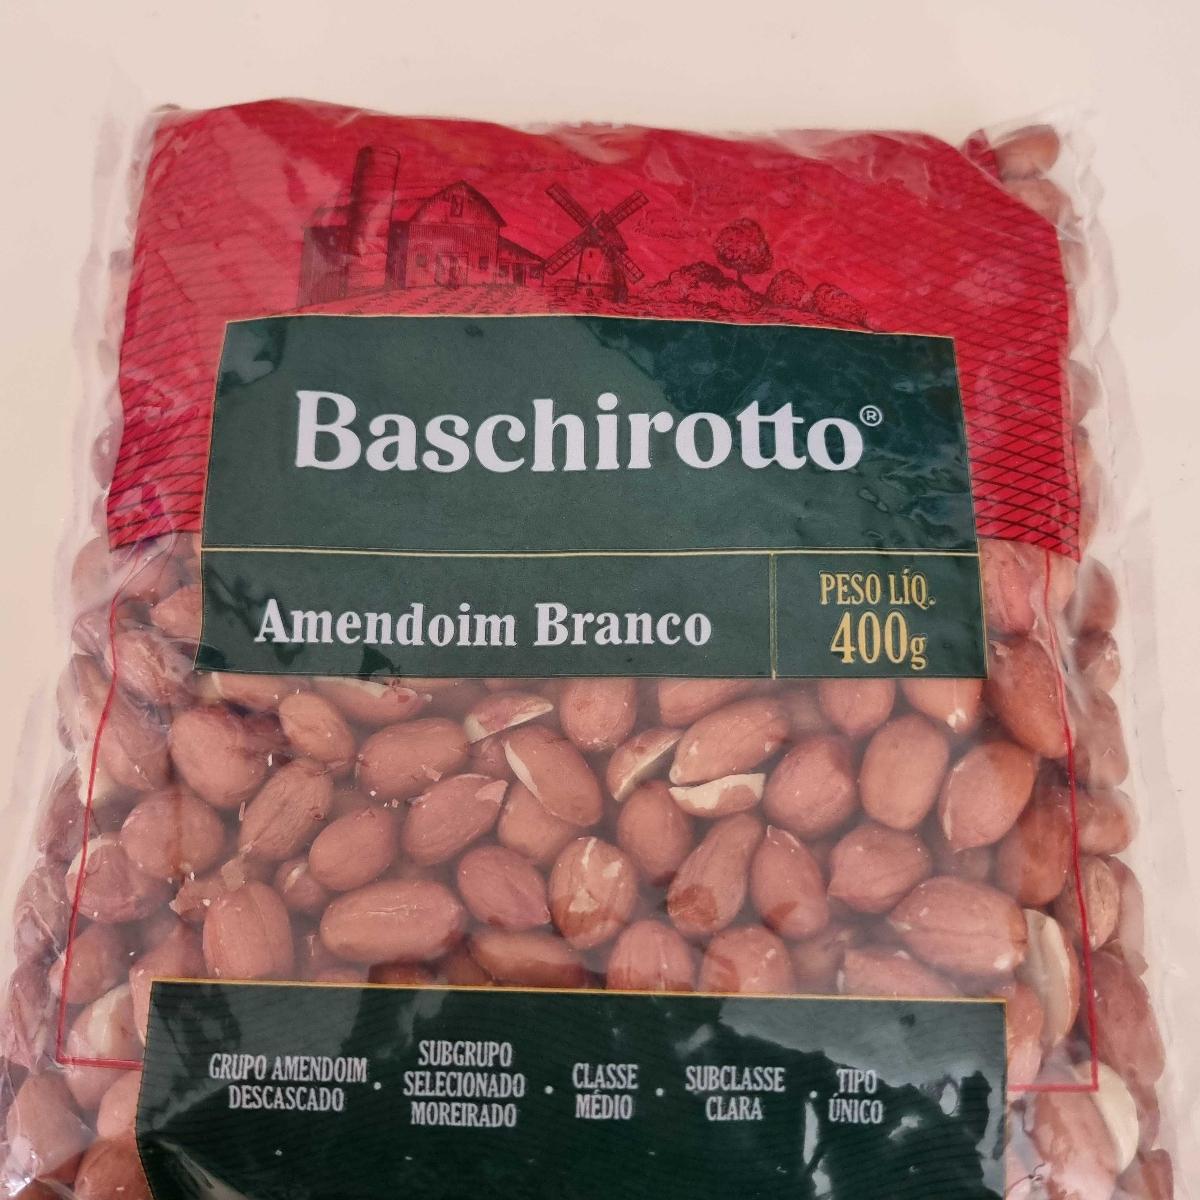 Baschirotto®
Amendoim Branco
PESO LÍQ.
400g
GRUPO AMENDOIM
DESCASCADO
•
SUBGRUPO
SELECIONADO
MOREIRADO
•
CLASSE
MÉDIO
•
SUBCLASSE
CLARA
•
TIPO
ÚNICO